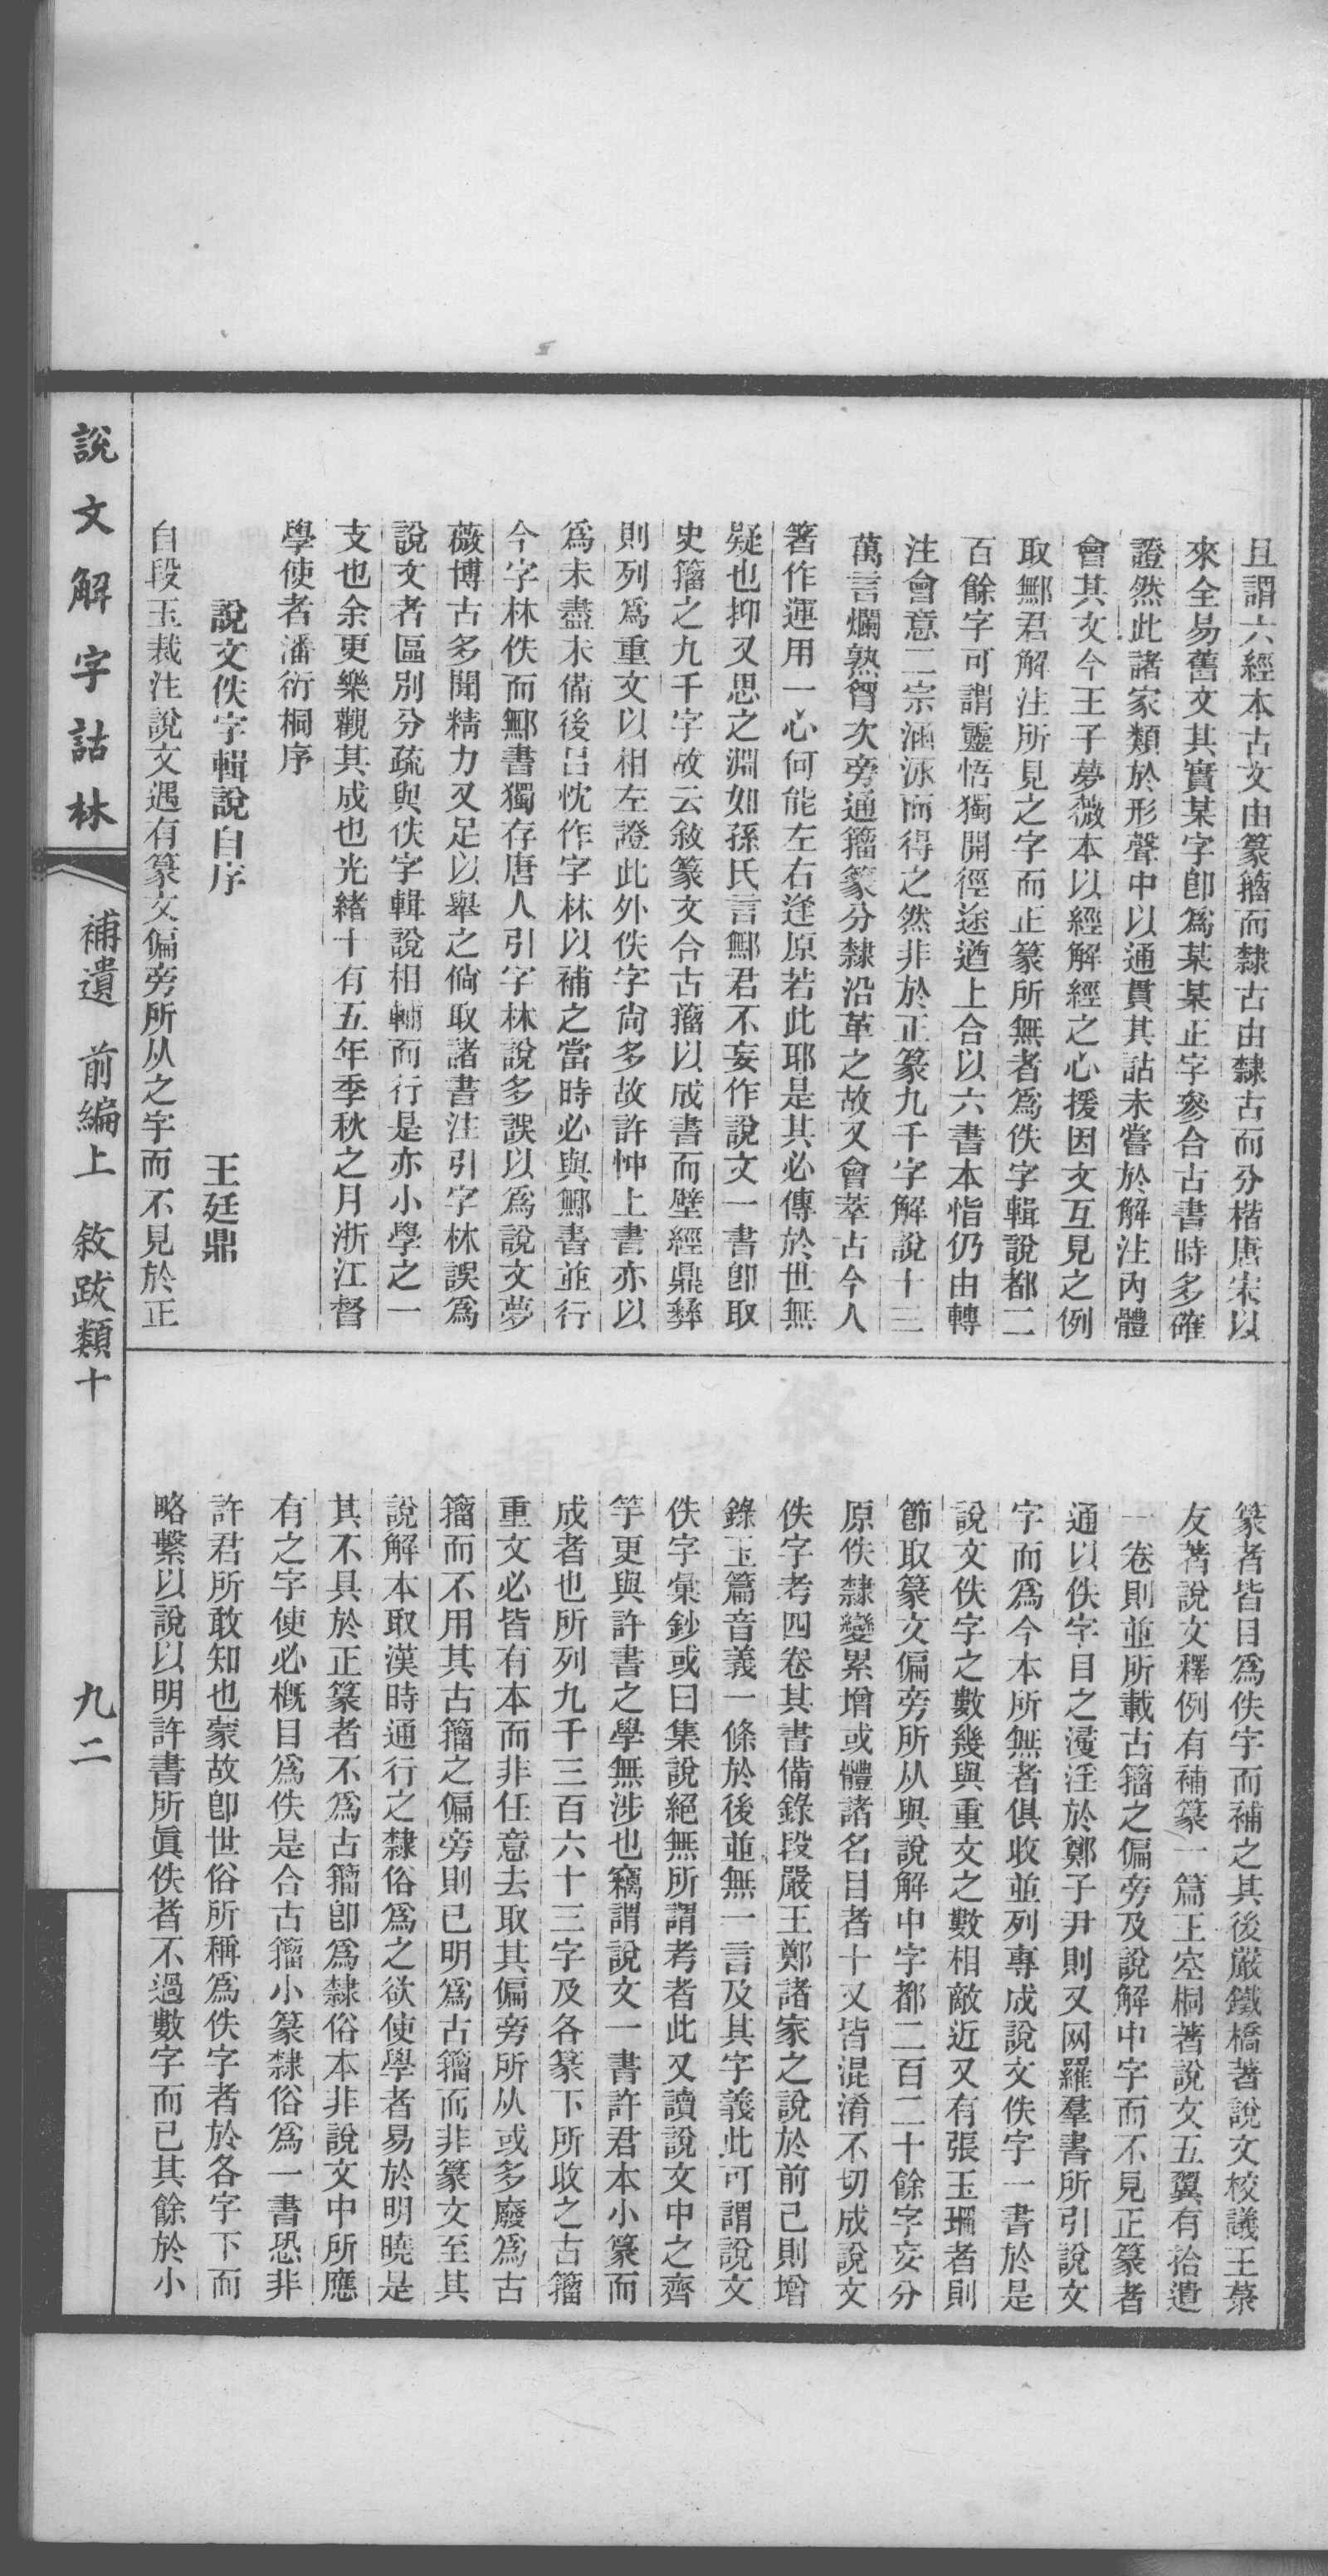 且謂六經本古文由篆籀而隸古由隸古而分楷唐宋以
來全易舊文其實某字卽爲某某正字參合古書時多確
證然此諸家類於形聲中以通貫其詁未嘗於解注內體
會其文今王子夢薇本以經解經之心援因文互見之例
取鄦君解注所見之字而正篆所無者爲佚字輯說都二
百餘字可謂靈悟獨開徑途遒上合以六書本恉仍由轉
注會意二宗涵泳而得之然非於正篆九千字解說十三
萬言爛熟胷次旁通籀篆分隸沿革之故又會萃古今人
箸作運用一心何能左右逢原若此耶是其必傳於世無
疑也抑又思之淵如孫氏言鄦君不妄作說文一書卽取
史籀之九千字故云敘篆文合古籀以成書而壁經鼎彝
則列爲重文以相左證此外佚字尙多故許忡上書亦以
爲未盡未備後呂忱作字林以補之當時必與鄦書並行
今字林佚而鄦書獨存唐人引字林說多誤以爲說文夢
薇博古多聞精力又足以舉之倘取諸書注引字林誤爲
說文者區別分疏與佚字輯說相輔而行是亦小學之一
支也余更樂觀其成也光緒十有五年季秋之月浙江督
學使者潘衍桐序
說文佚字輯說自序　王廷鼎
自段玉裁注說文遇有篆文偏旁所从之字而不見於正
篆者皆目爲佚字而補之其後嚴鐵橋著說文校議王菉
友著說文釋例有補篆一篇王空桐著說文五翼有拾遺
一卷則並所載古籀之偏旁及說解中字而不見正篆者
通以佚字目之漫淫於鄭子尹則又网羅羣書所引說文
字而爲今本所無者俱收並列專成說文佚字一書於是
說文佚字之數幾與重文之數相敵近又有張玉珊者則
節取篆文偏旁所从與說解中字都二百二十餘字妄分
原佚隸變累增或體諸名目者十又皆混淆不切成說文
佚字考四卷其書備錄段嚴王鄭諸家之說於前己則增
錄玉篇音義一條於後並無一言及其字義此可謂說文
佚字彙鈔或曰集說絕無所謂考者此又讀說文中之齊
竽更與許書之學無涉也竊謂說文一書許君本小篆而
成者也所列九千三百六十三字及各篆下所收之古籀
重文必皆有本而非任意去取其偏旁所从或多廢爲古
籀而不用其古籀之偏旁則已明爲古籀而非篆文至其
說解本取漢時通行之隸俗爲之欲使學者易於明曉是
其不具於正篆者不爲古籀卽爲隸俗本非說文中所應
有之字使必槪目爲佚是合古籀小篆隸俗爲一書恐非
許君所敢知也蒙故卽世俗所稱爲佚字者於各字下而
略繫以說以明許書所眞佚者不過數字而已其餘於小
說文解字詁林　補遺　前編上　敘跋類十　九二